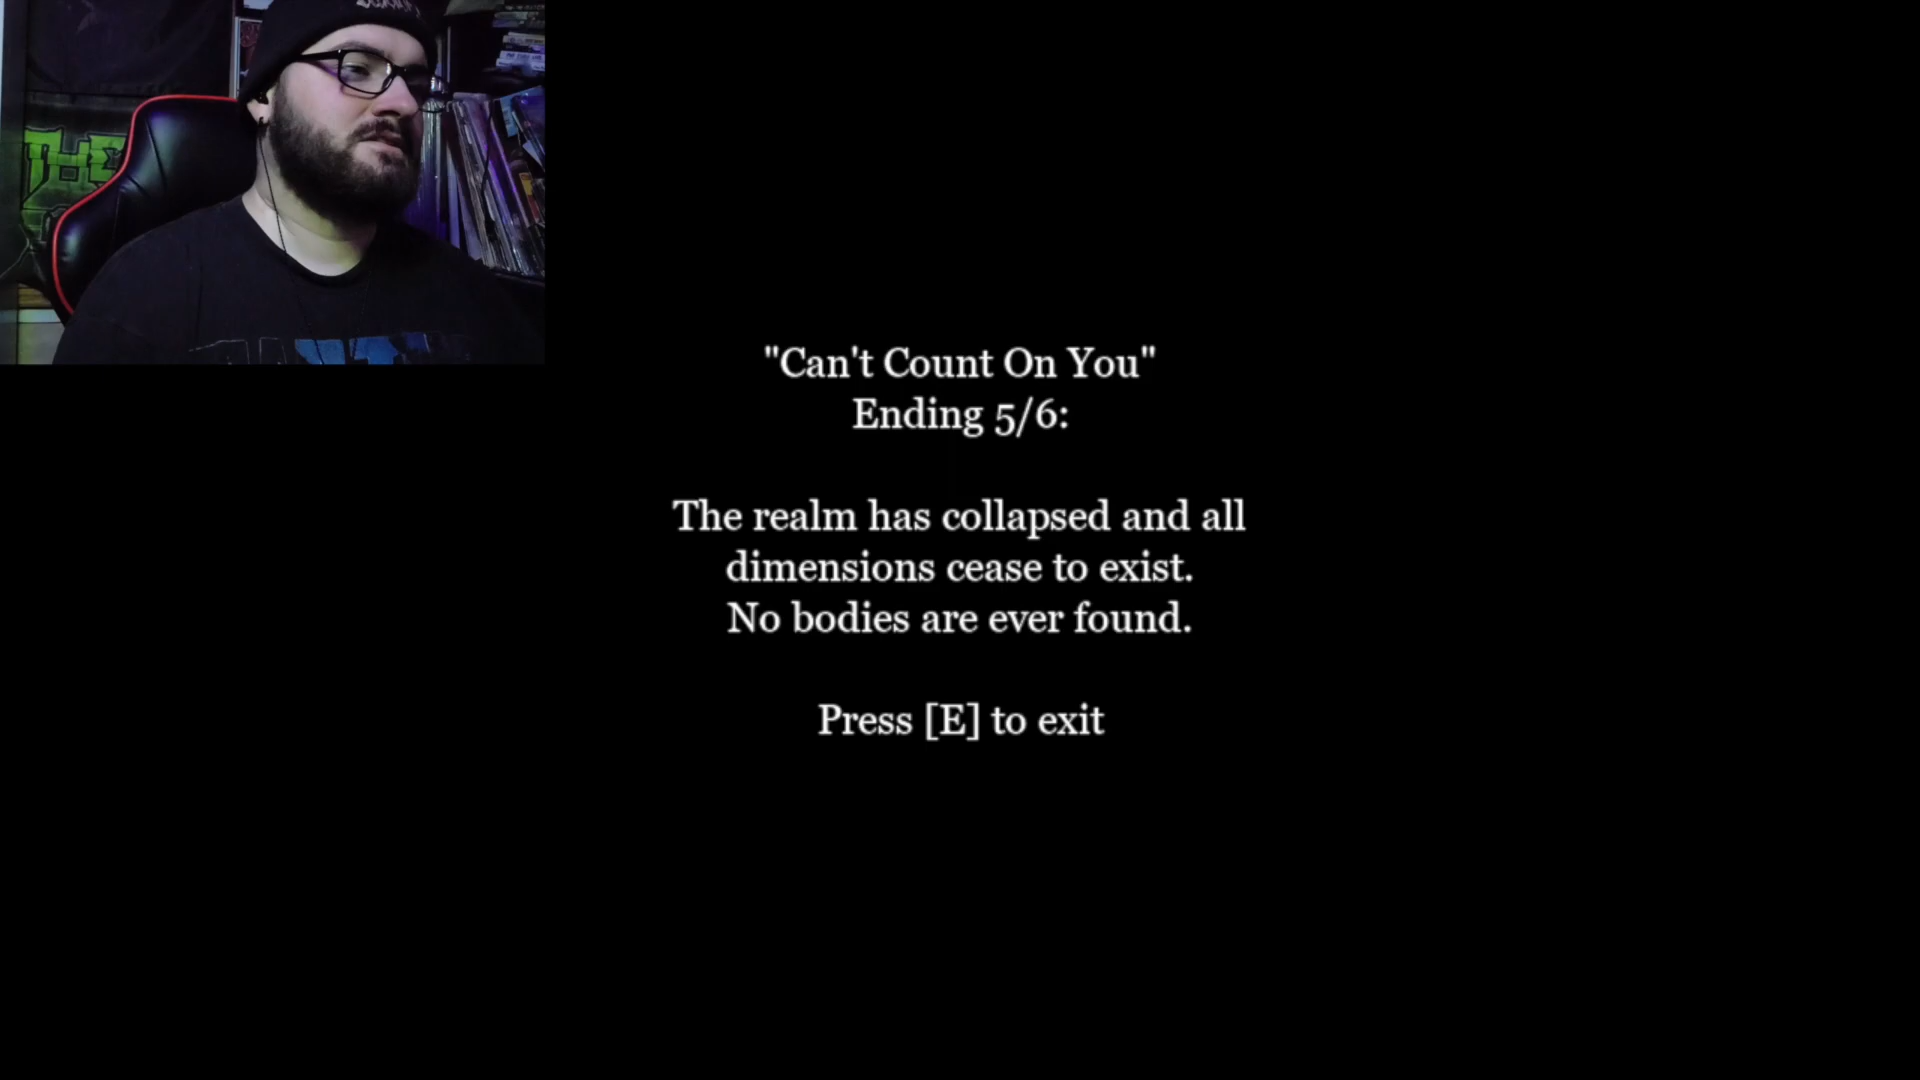 THE
"Can't Count On You"
Ending 5/6:
The realm has collapsed and all
dimensions cease to exist.
No bodies are ever found.
Press [E] to exit